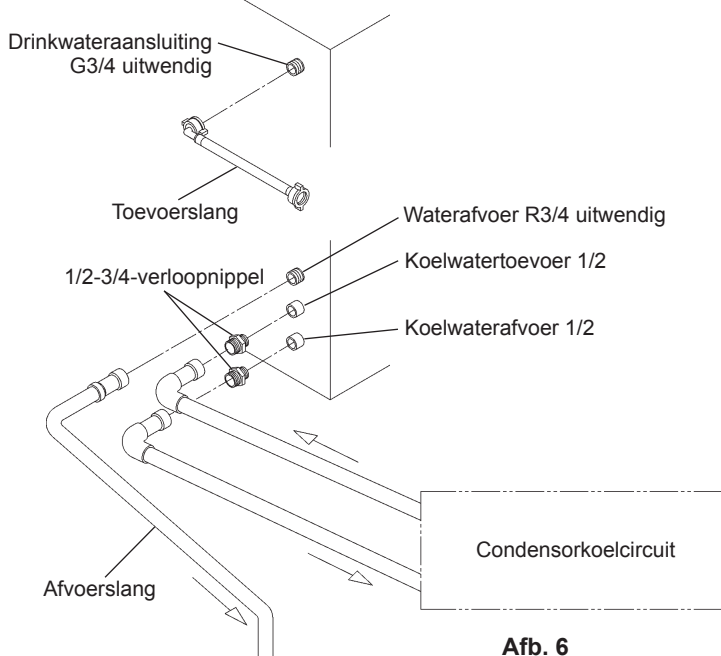 Drinkwateraansluiting
G3/4 uitwendig
Toevoerslang
Waterafvoer R3/4 uitwendig
1/2-3/4-verloopnippel
Koelwatertoevoer 1/2
Koelwaterafvoer 1/2
Condensorkoelcircuit
Afvoerslang
Afb. 6